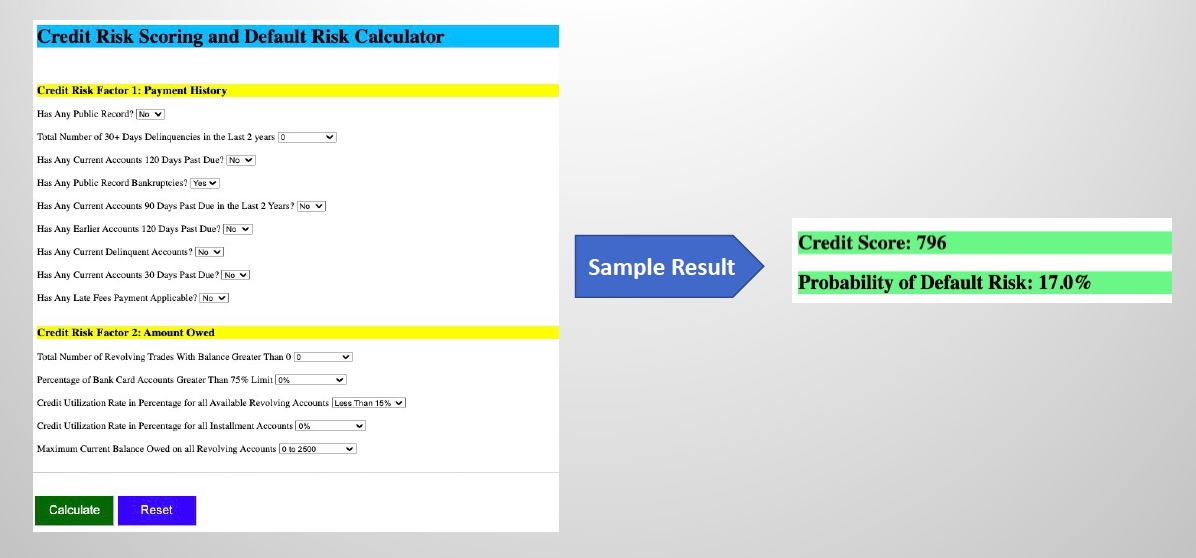 Credit Risk Scoring and Default Risk Calculator
Credit Risk Factor 1: Payment History
Has Any Public Record? No
Total Number of 30+ Days Delinquencies in the Last 2 years 0
Has Any Current Accounts 120 Days Past Due? No
Has Any Public Record Bankruptcies? Yes
Has Any Current Accounts 90 Days Past Due in the Last 2 Years? No
Has Any Earlier Accounts 120 Days Past Due? No
Has Any Current Delinquent Accounts? No
Has Any Current Accounts 30 Days Past Due? No
Has Any Late Fees Payment Applicable? No
Credit Risk Factor 2: Amount Owed
Total Number of Revolving Trades With Balance Greater Than 0 0
Percentage of Bank Card Accounts Greater Than 75% Limit 0%
Credit Utilization Rate in Percentage for all Available Revolving Accounts Less Than 15%
Credit Utilization Rate in Percentage for all Installment Accounts 0%
Maximum Current Balance Owed on all Revolving Accounts 0 to 2500
Calculate Reset
Sample Result
Credit Score: 796
Probability of Default Risk: 17.0%